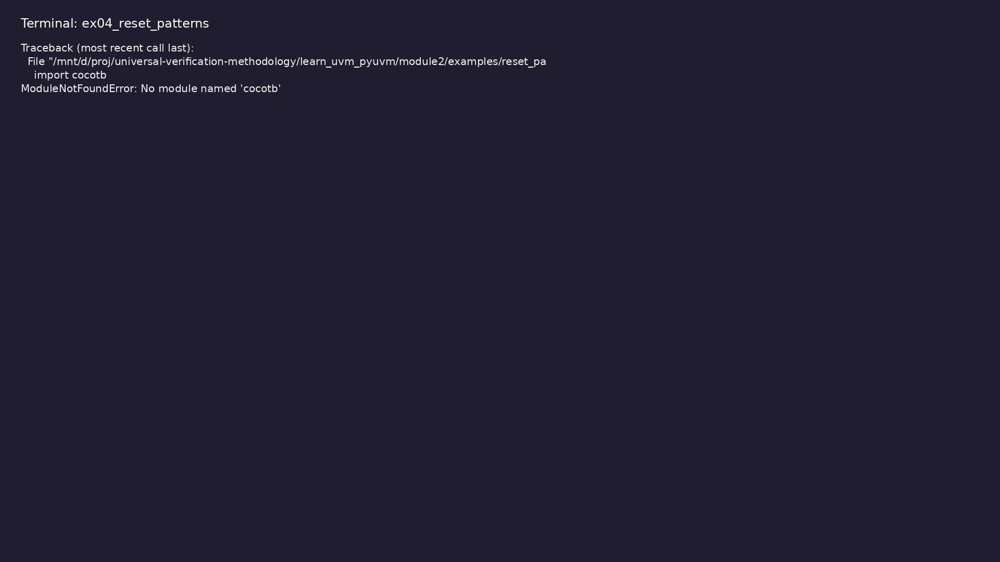 Terminal: ex04_reset_patterns
Traceback (most recent call last):
File "/mnt/d/proj/universal-verification-methodology/learn_uvm_pyuvm/module2/examples/reset_pa
import cocotb
ModuleNotFoundError: No module named 'cocotb'